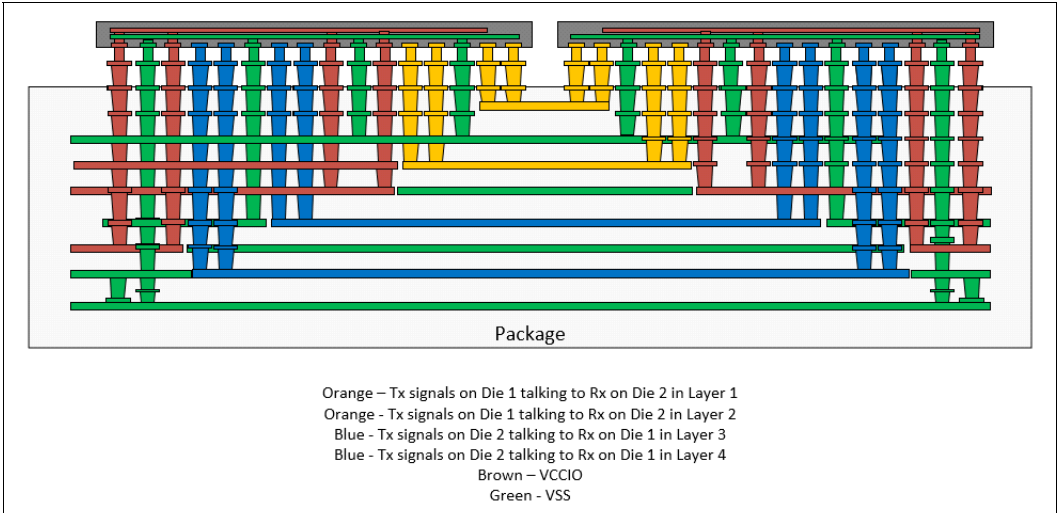 Package
Orange – Tx signals on Die 1 talking to Rx on Die 2 in Layer 1
Orange - Tx signals on Die 1 talking to Rx on Die 2 in Layer 2
Blue - Tx signals on Die 2 talking to Rx on Die 1 in Layer 3
Blue - Tx signals on Die 2 talking to Rx on Die 1 in Layer 4
Brown – VCCIO
Green - VSS